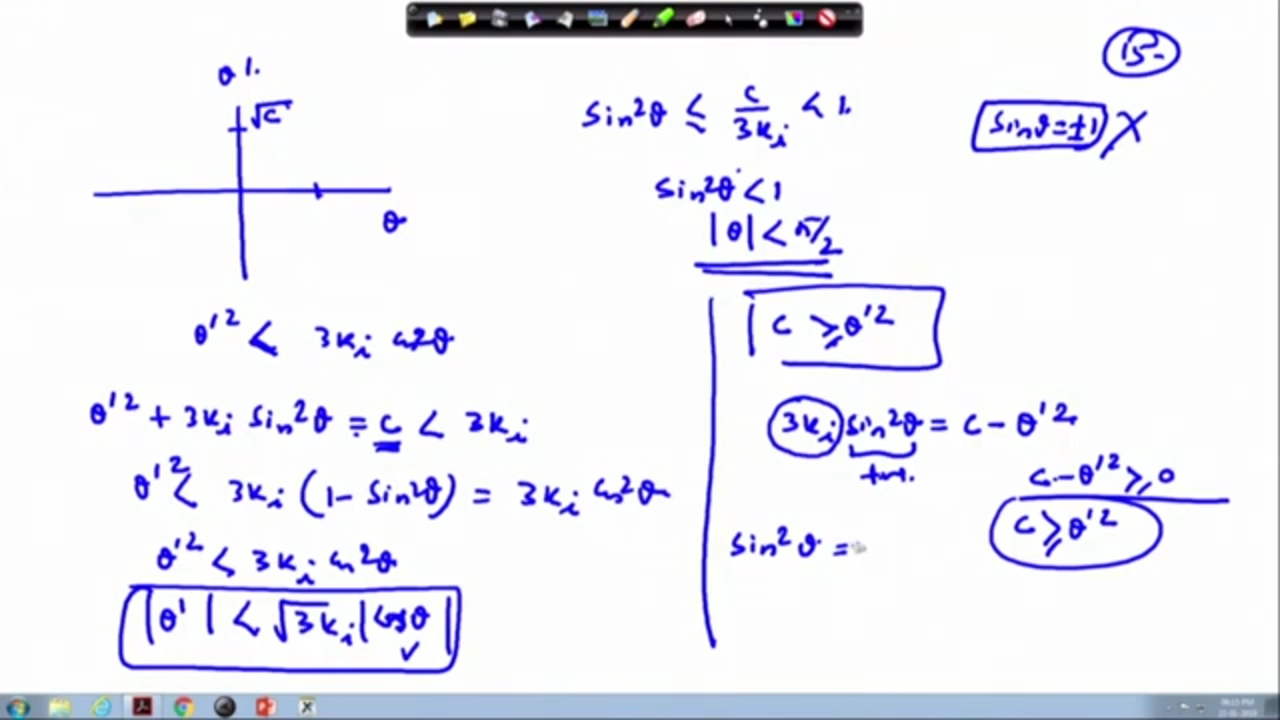 15.
θ'.
√c
θ
sin²θ ≤ c/3kᵢ < 1.
sinθ=±1 X
sin²θ < 1
|θ| < π/2
θ'² < 3kᵢ cos²θ
θ'² + 3kᵢ sin²θ = c < 3kᵢ
θ'² < 3kᵢ (1 - sin²θ) = 3kᵢ cos²θ
θ'² < 3kᵢ cos²θ
|θ'| < √3kᵢ |cosθ| ✓
c ≥ θ'²
3kᵢ sin²θ = c - θ'²
c - θ'² ≥ 0
c ≥ θ'²
sin²θ =